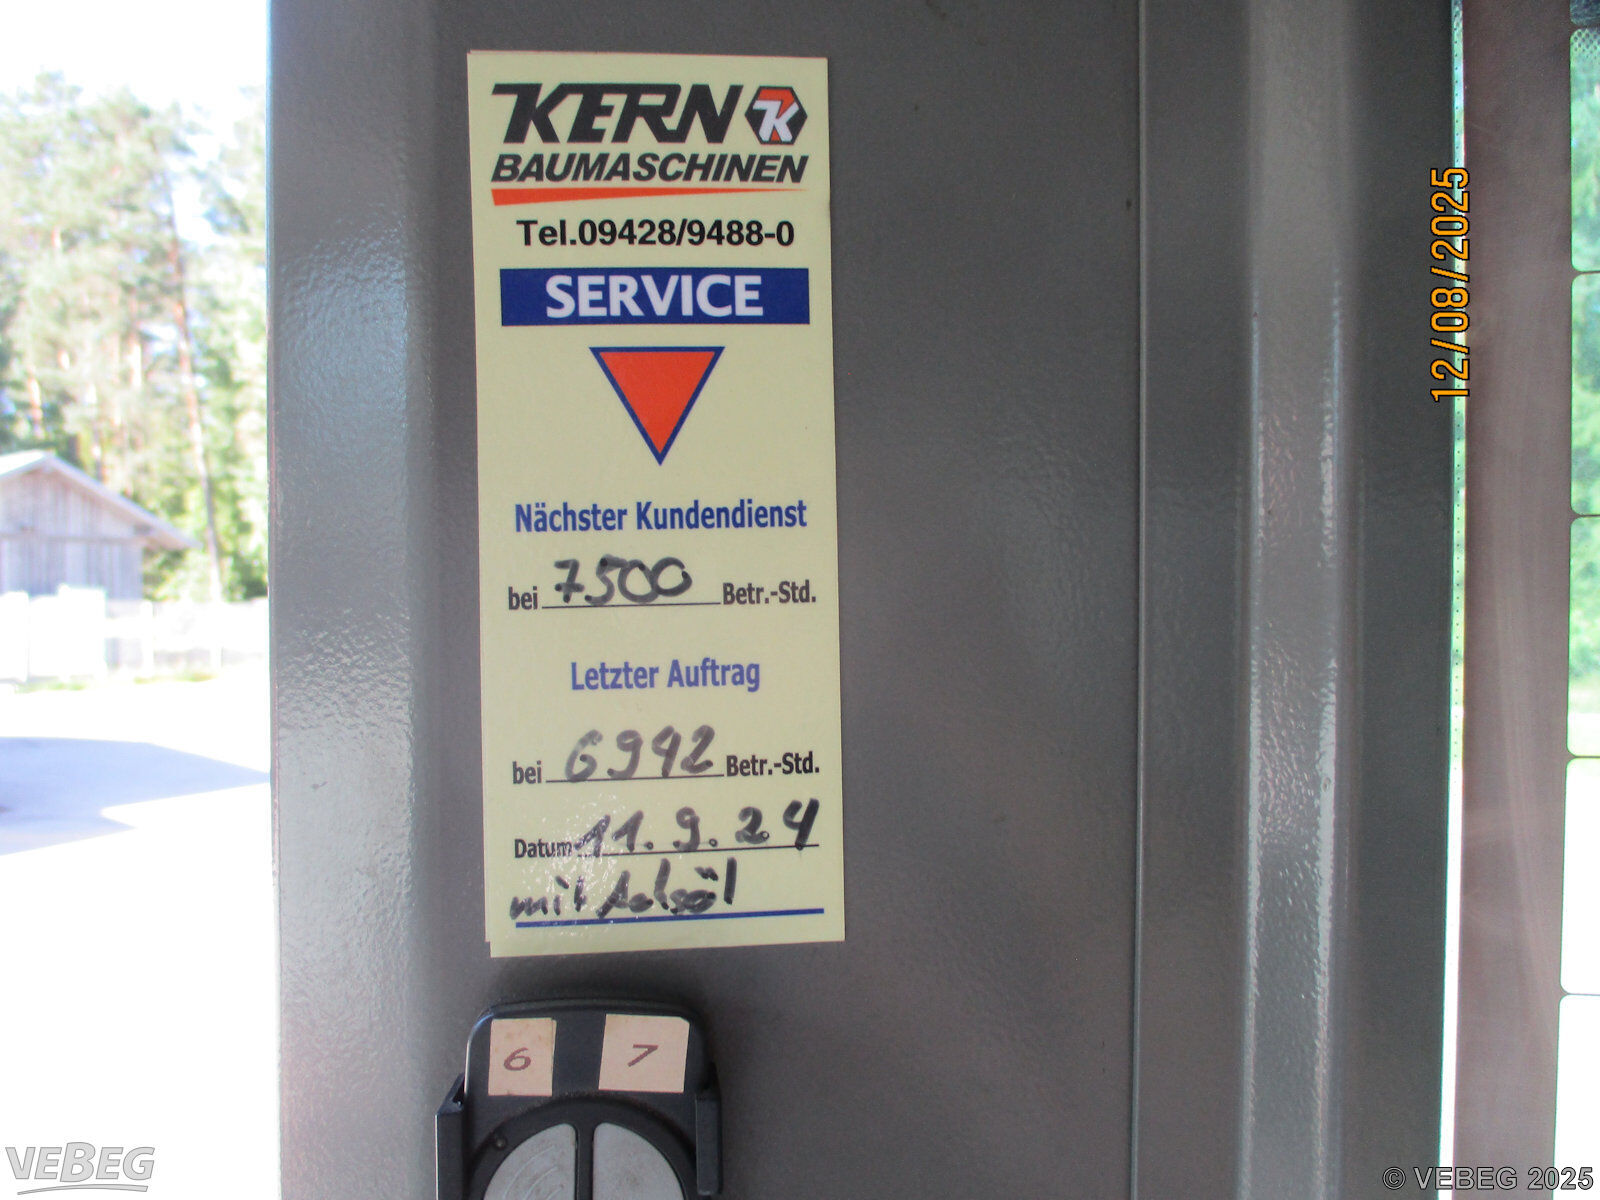 KERN
BAUMASCHINEN
Tel.09428/9488-0
SERVICE
Nächster Kundendienst
bei 7500 Betr.-Std.
Letzter Auftrag
bei 6992 Betr.-Std.
Datum 11.9.24
mit
6 7
12/08/2025
VEBEG
© VEBEG 2025